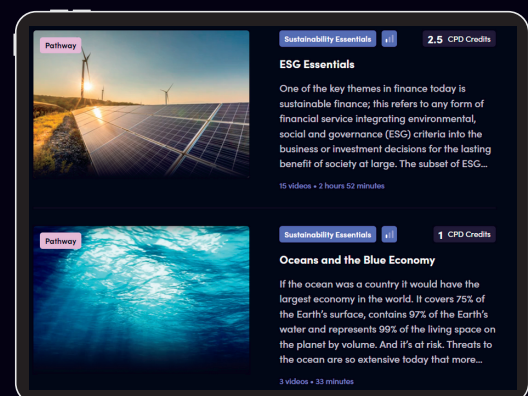 Pathway
Sustainability Essentials
2.5 CPD Credits
ESG Essentials
One of the key themes in finance today is
sustainable finance; this refers to any form of
financial service integrating environmental,
social and governance (ESG) criteria into the
business or investment decisions for the lasting
benefit of society at large. The subset of ESG...
15 videos • 2 hours 52 minutes
Pathway
Sustainability Essentials
1 CPD Credits
Oceans and the Blue Economy
If the ocean was a country it would have the
largest economy in the world. It covers 75% of
the Earth's surface, contains 97% of the Earth's
water and represents 99% of the living space on
the planet by volume. And it's at risk. Threats to
the ocean are so extensive today that more...
3 videos • 33 minutes